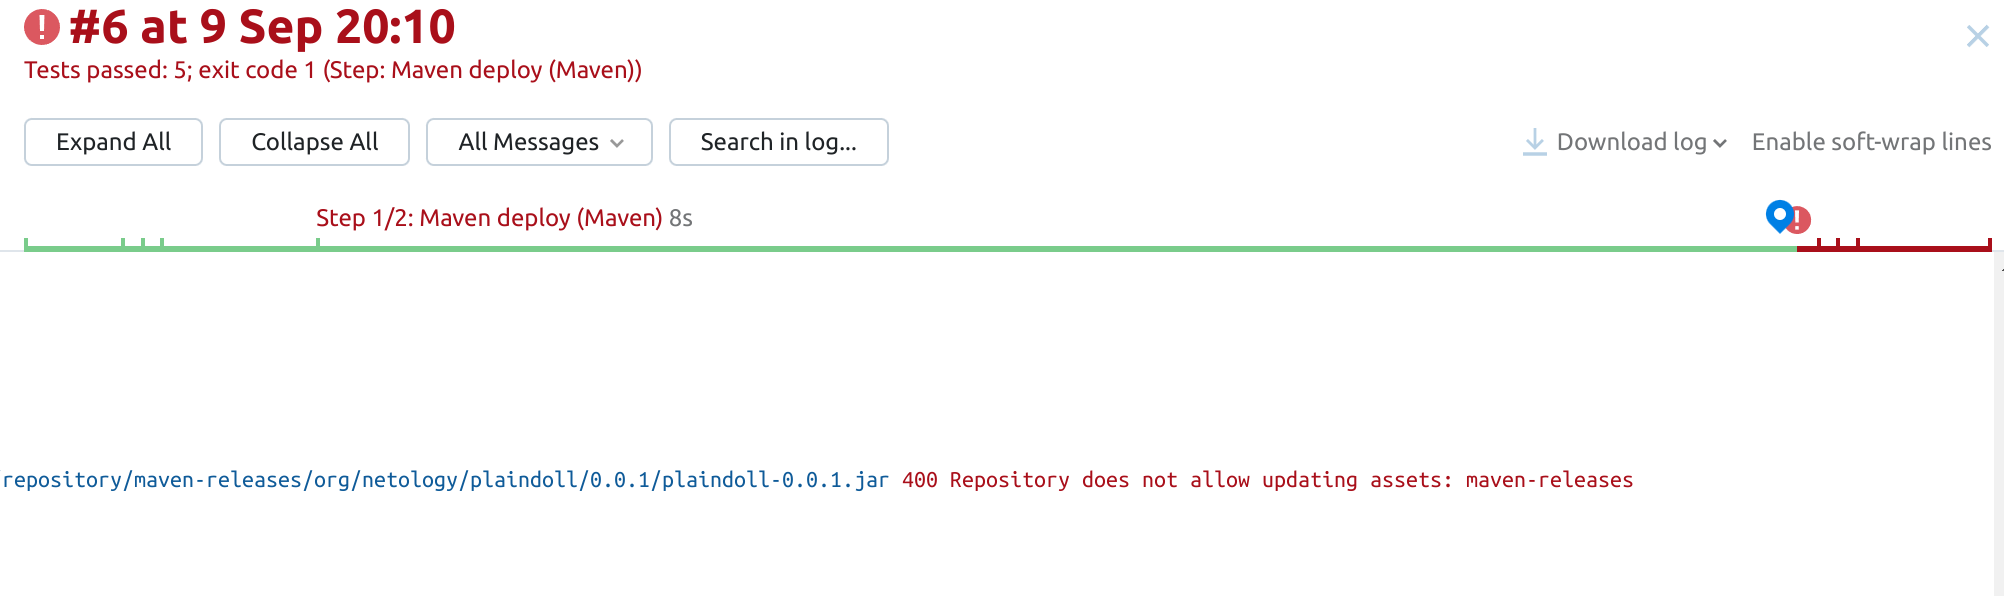 #6 at 9 Sep 20:10
Tests passed: 5; exit code 1 (Step: Maven deploy (Maven))
Expand All Collapse All All Messages Search in log... Download log Enable soft-wrap lines
Step 1/2: Maven deploy (Maven) 8s
repository/maven-releases/org/netology/plaindoll/0.0.1/plaindoll-0.0.1.jar 400 Repository does not allow updating assets: maven-releases